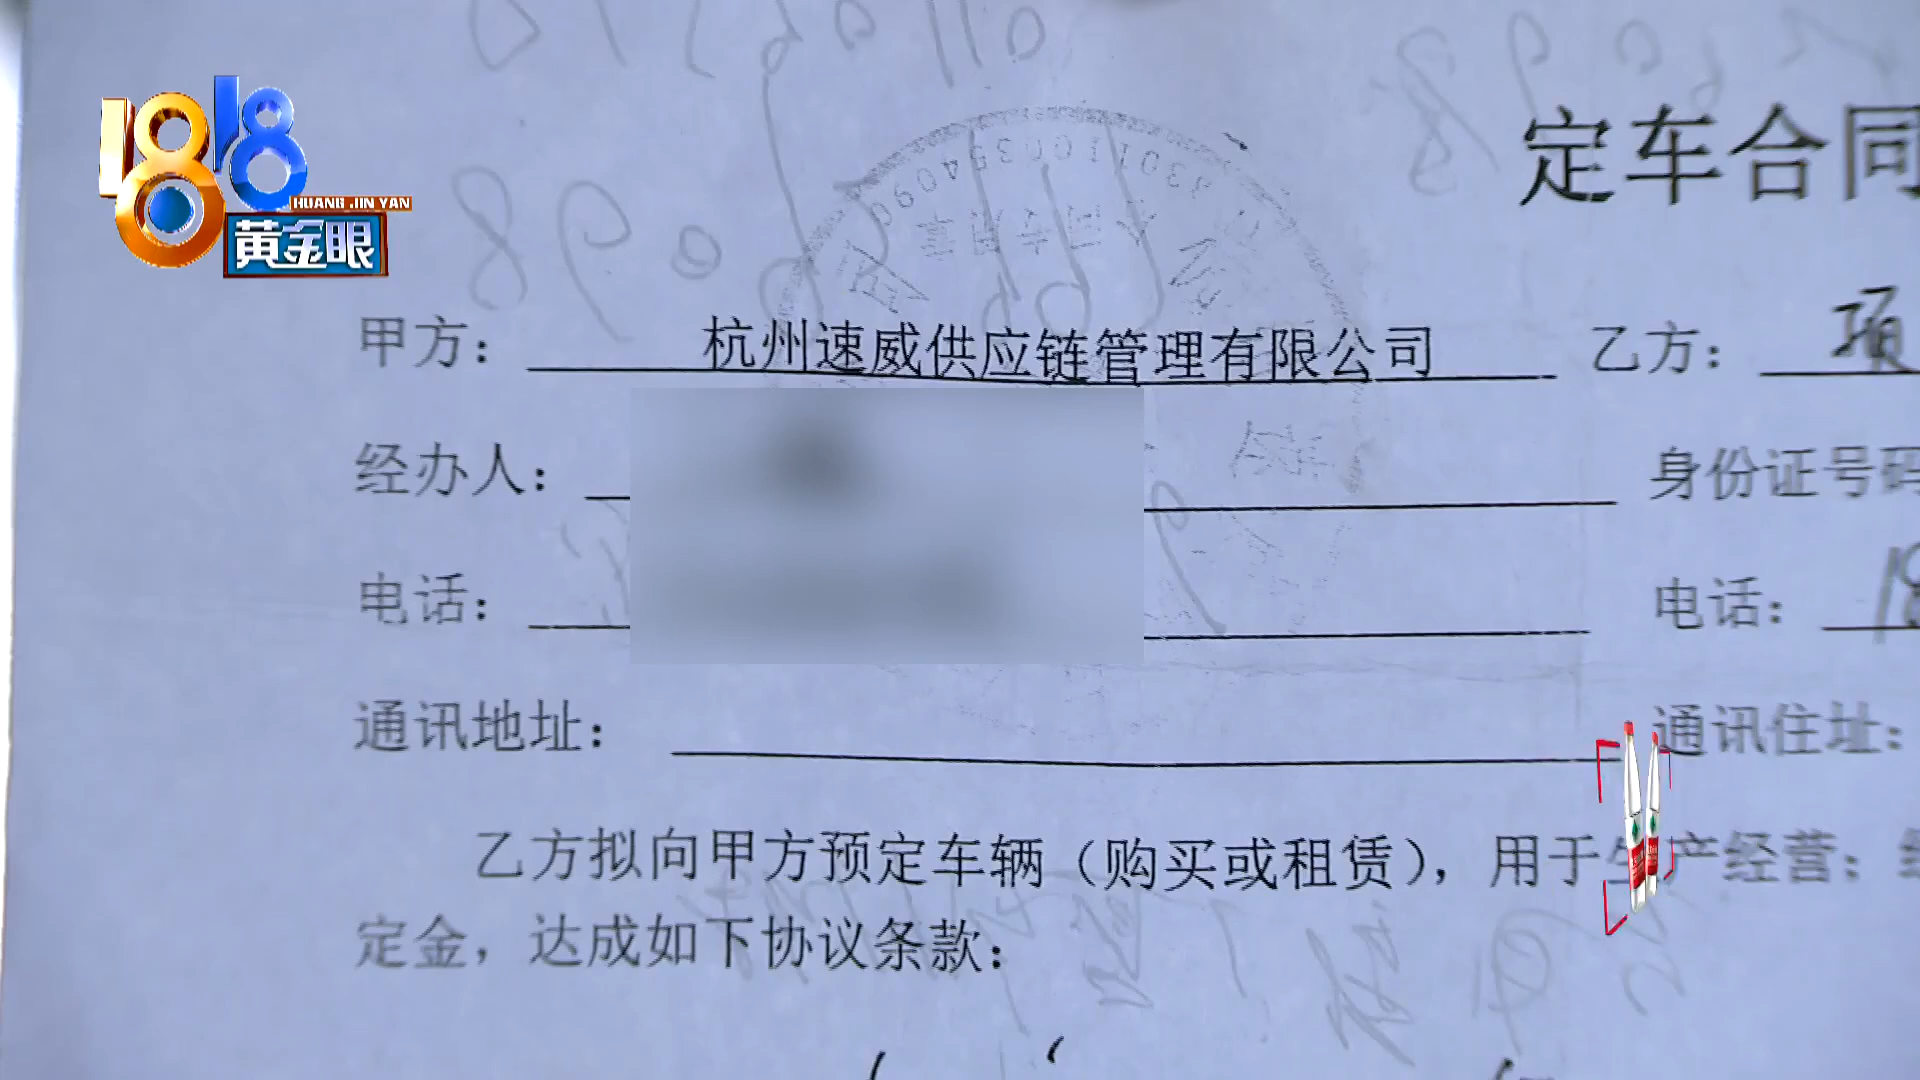 1818
HUANG JIN YAN
黄金眼
定车合同
甲方：杭州速威供应链管理有限公司 乙方：项
经办人： 身份证号码
电话： 电话：18
通讯地址： 通讯住址：
乙方拟向甲方预定车辆（购买或租赁），用于生产经营；
定金，达成如下协议条款：